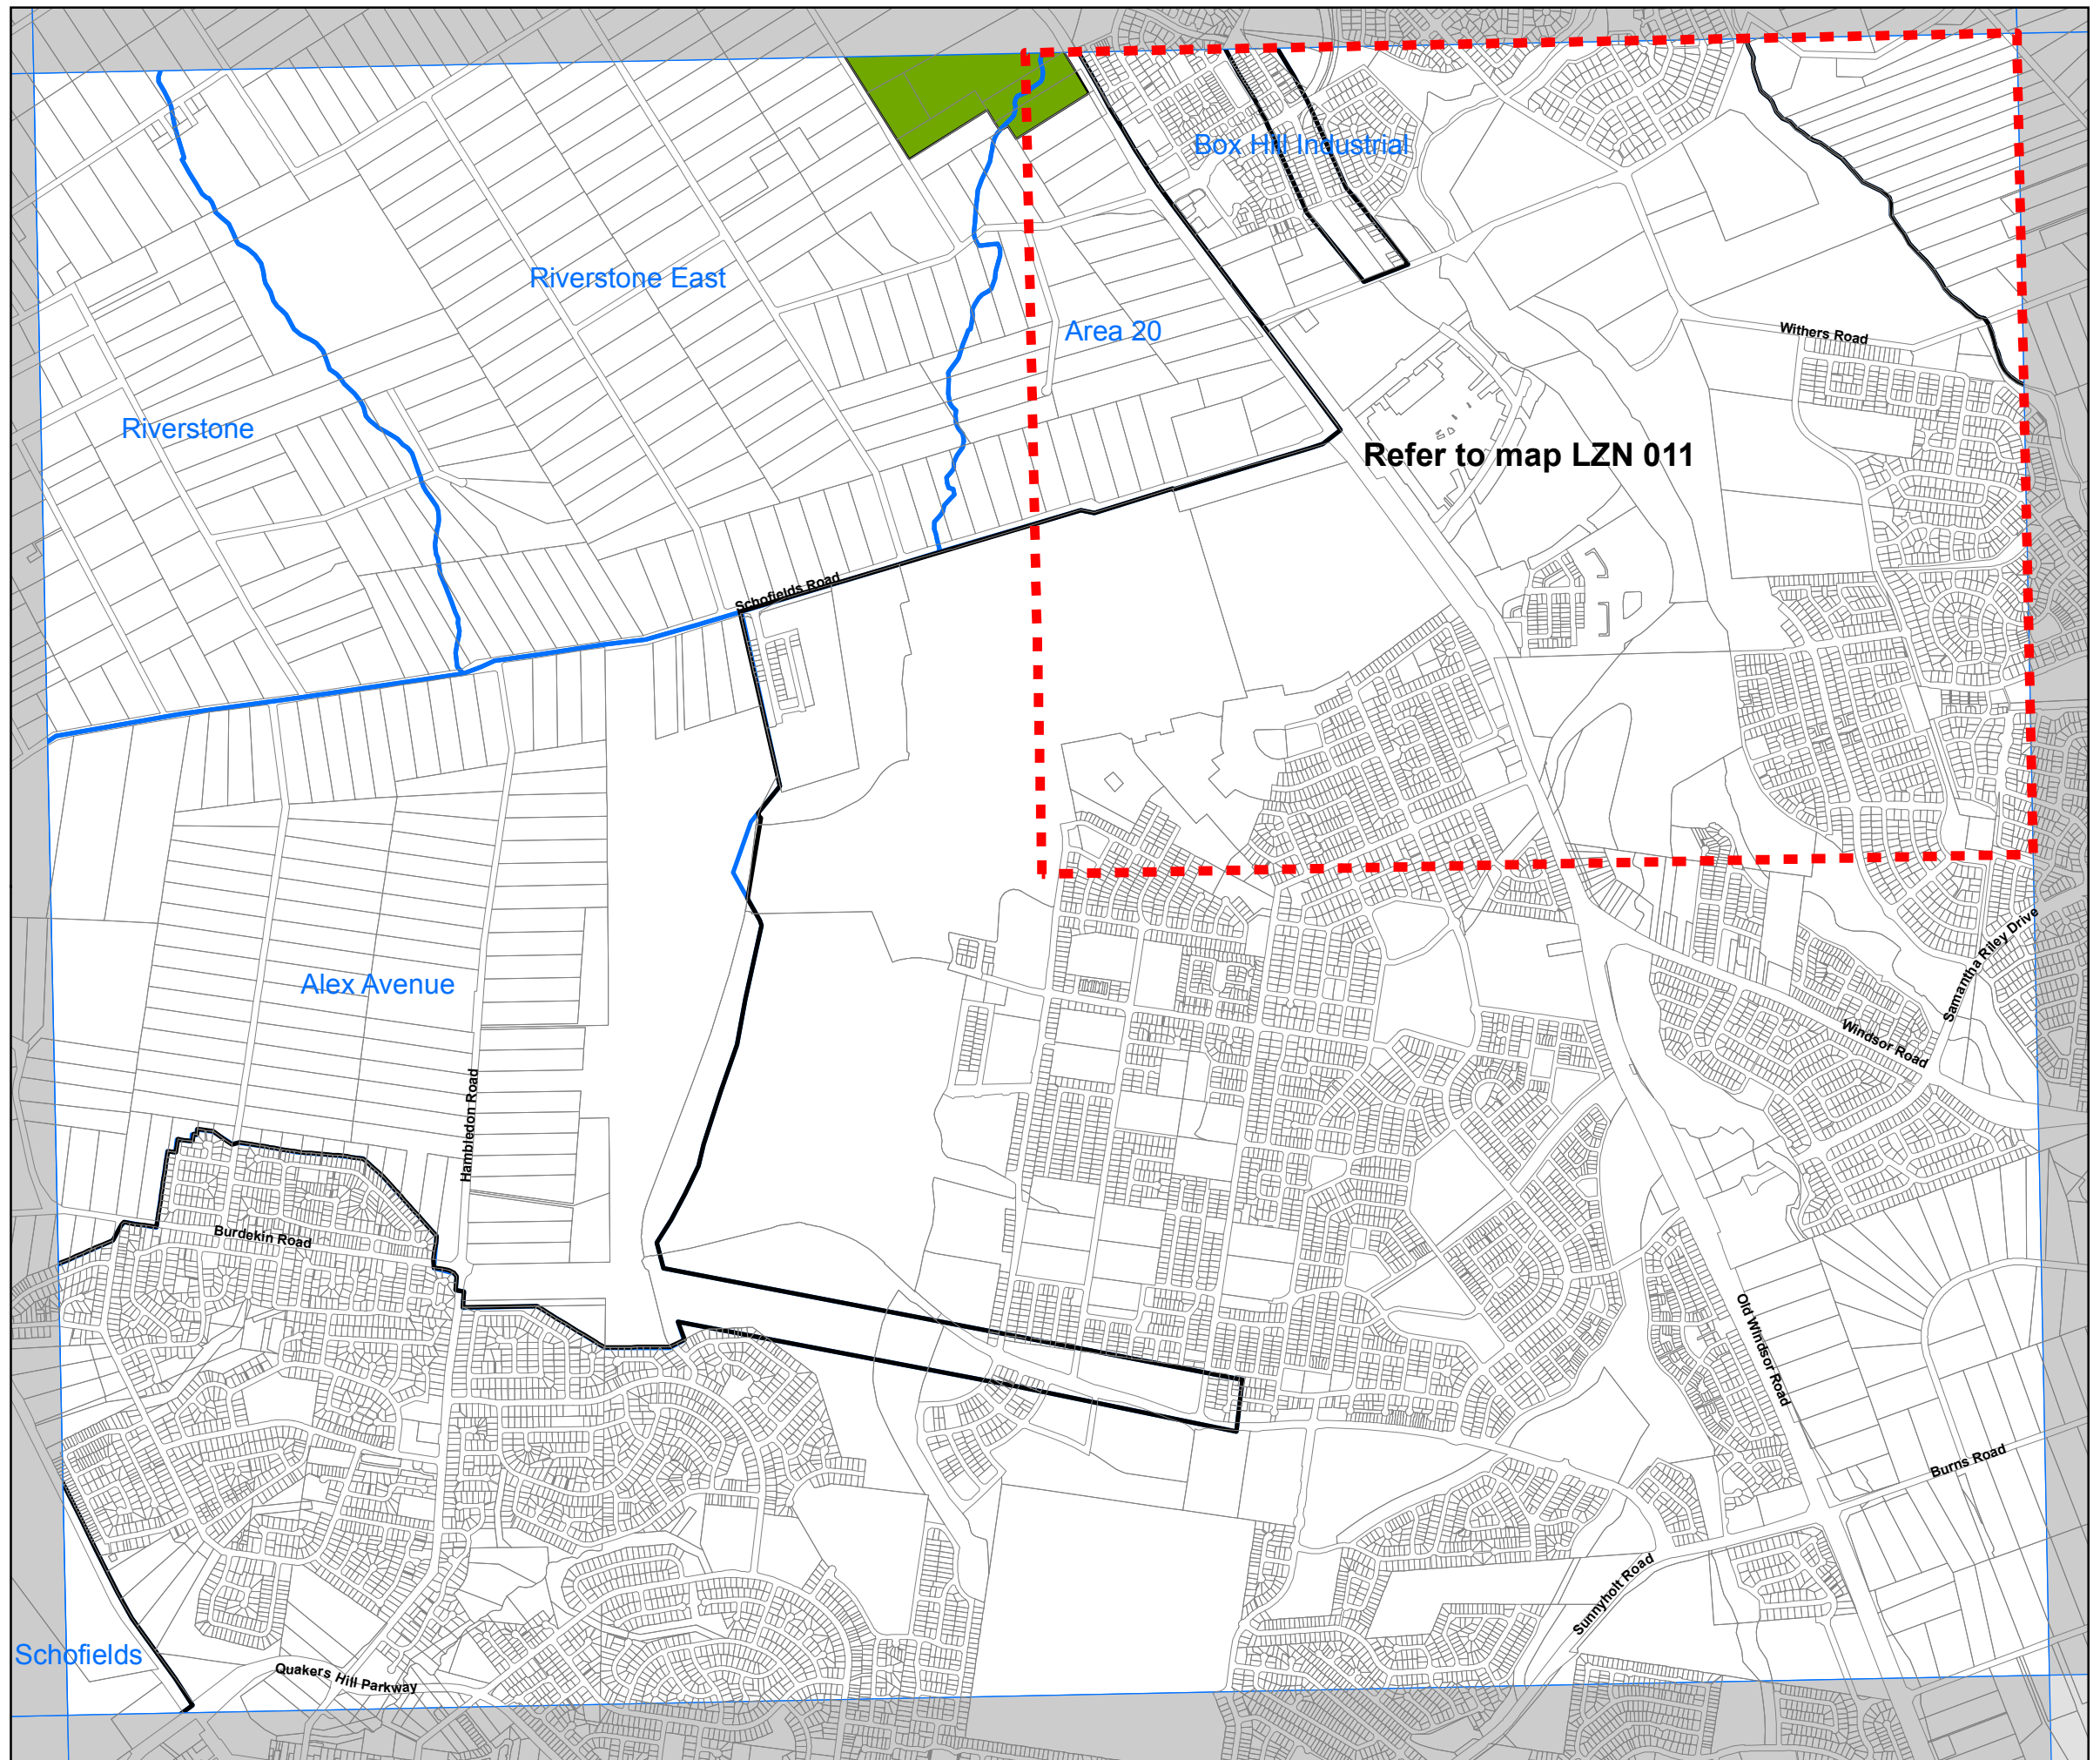 Box Hill Industrial
Riverstone East
Area 20
Withers Road
Riverstone
Refer to map LZN 011
Schofields Road
Samantha Riley Drive
Alex Avenue
Windsor Road
Hambledon Road
Burdekin Road
Old Windsor Road
Burns Road
Sunnyholt Road
Schofields
Quakers Hill Parkway